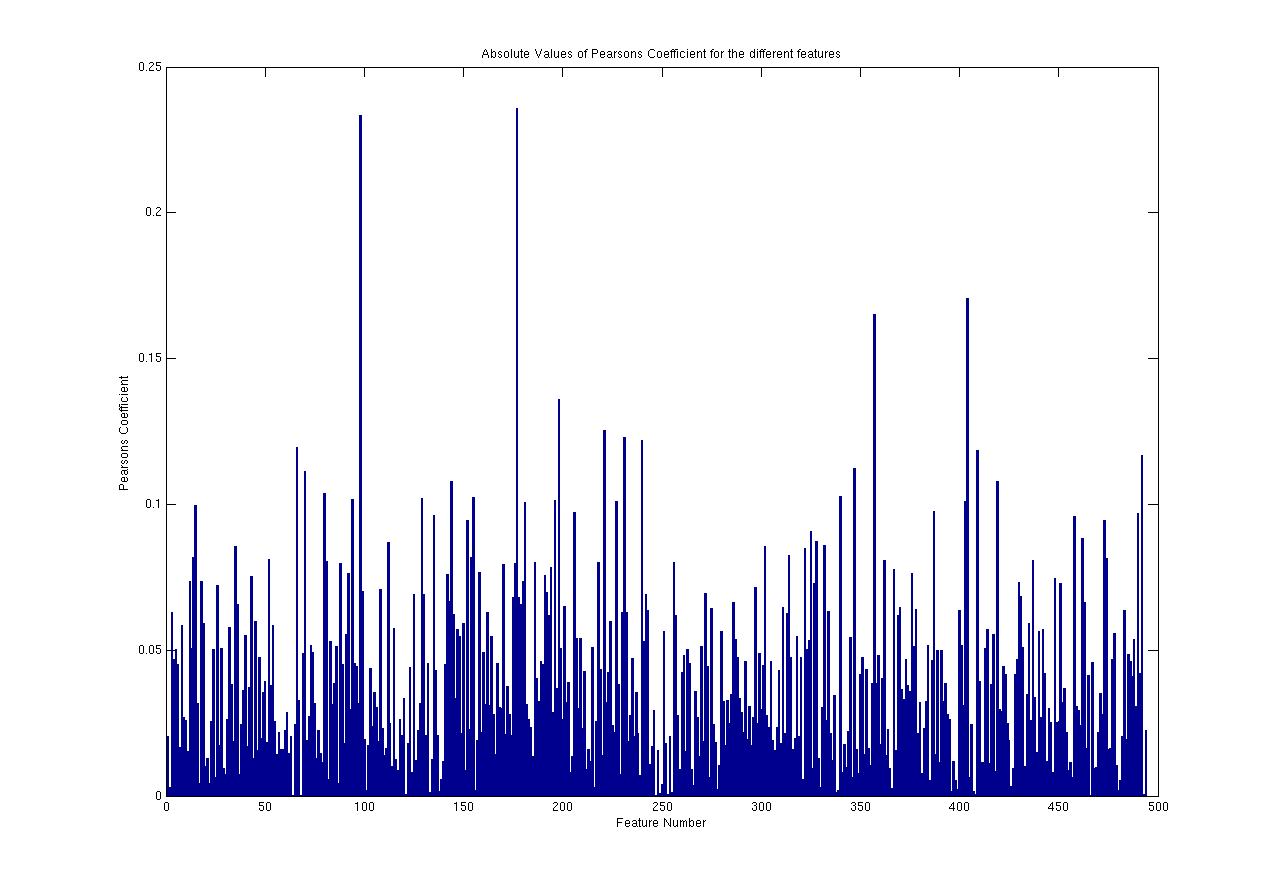 Absolute Values of Pearsons Coefficient for the different features
0.25
0.2
0.15
0.1
0.05
0
Pearsons Coefficient
0 50 100 150 200 250 300 350 400 450 500
Feature Number